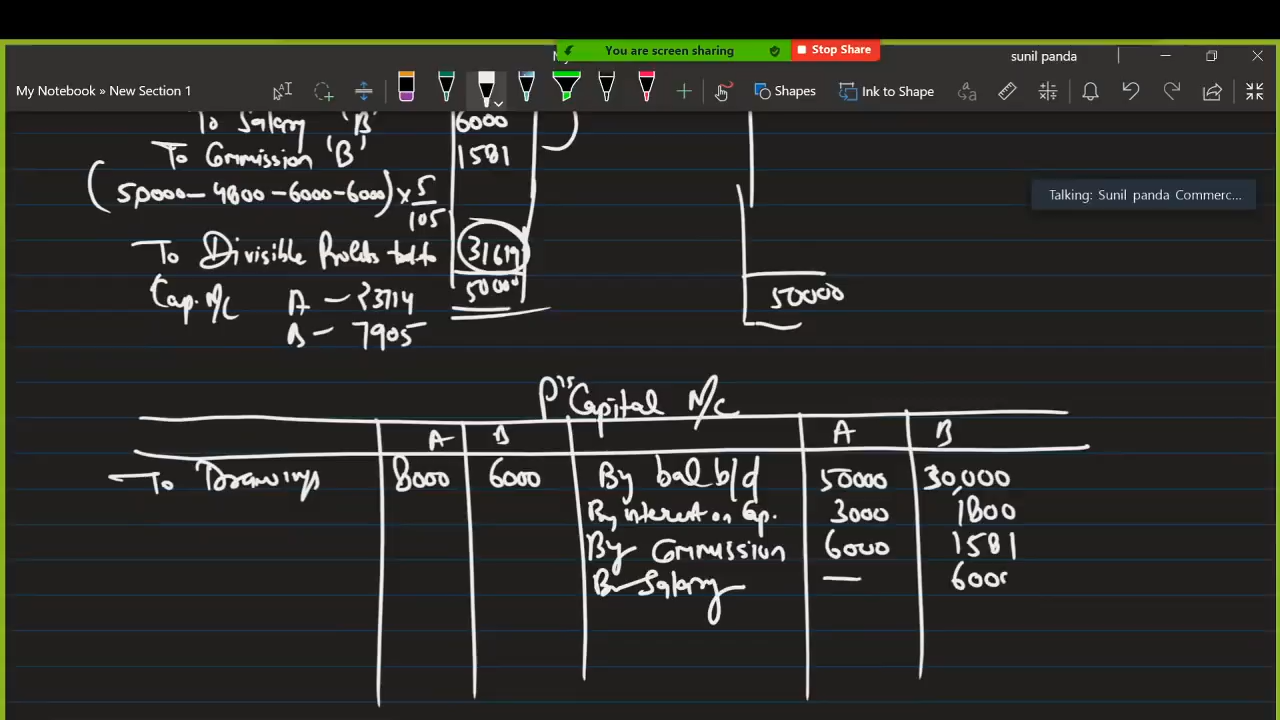 You are screen sharing
Stop Share
sunil panda
My Notebook » New Section 1
Shapes
Ink to Shape
Talking: Sunil panda Commerc...
To Salary 'B' 6000
To Commission 'B' 1581
(50000 - 4800 - 6000 - 6000) x 5/105
To Divisible Profits 31619
Cap. A/c A - 23714 50000 50000
B - 7905
P's Capital A/c
A B A B
To Drawings 8000 6000 By bal b/d 50000 30,000
By interest on Cap. 3000 1800
By Commission 6000 1581
By Salary — 6000